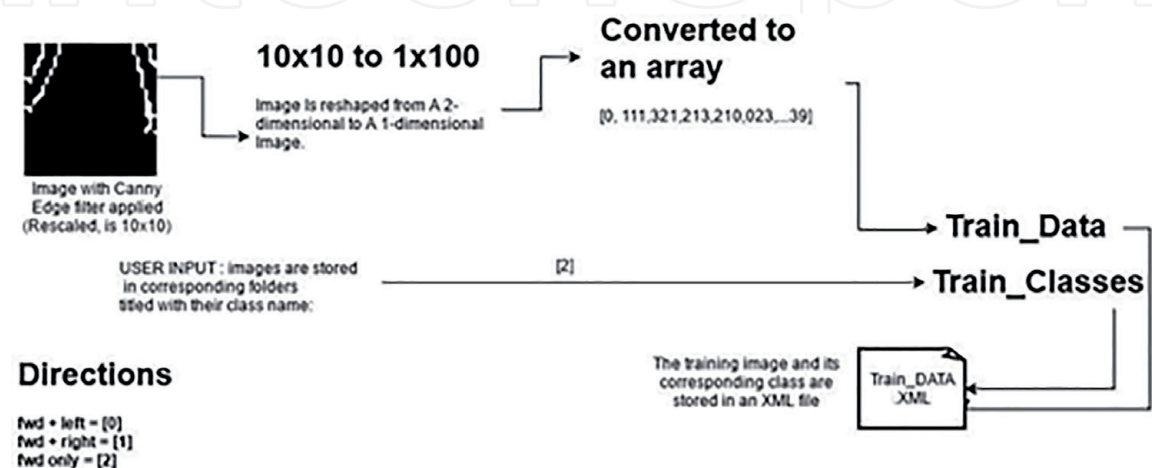 10x10 to 1x100
Image Is reshaped from A 2-
dimensional to A 1-dimensional
Image.
Converted to
an array
[0, 111,321,213,210,023,...39]
Image with Canny
Edge filter applied
(Rescaled, is 10x10)
Train_Data
USER INPUT : images are stored
in corresponding folders
titled with their class name:
[2]
Train_Classes
The training image and its
corresponding class are
stored in an XML file
Train_DATA
.XML
Directions
fwd + left = [0]
fwd + right = [1]
fwd only = [2]